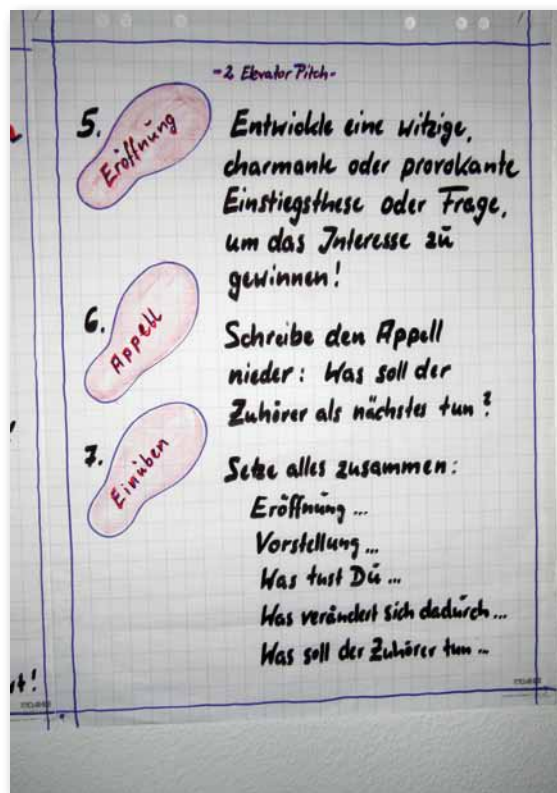 - 2 Elevator Pitch -
5. Eröffnung
Entwickle eine witzige,
charmante oder provokante
Einstiegsthese oder Frage,
um das Interesse zu
gewinnen!
6. Appell
Schreibe den Appell
nieder: Was soll der
Zuhörer als nächstes tun?
7. Einüben
Setze alles zusammen:
Eröffnung ...
Vorstellung ...
Was tust Du ...
Was verändert sich dadurch ...
Was soll der Zuhörer tun ...